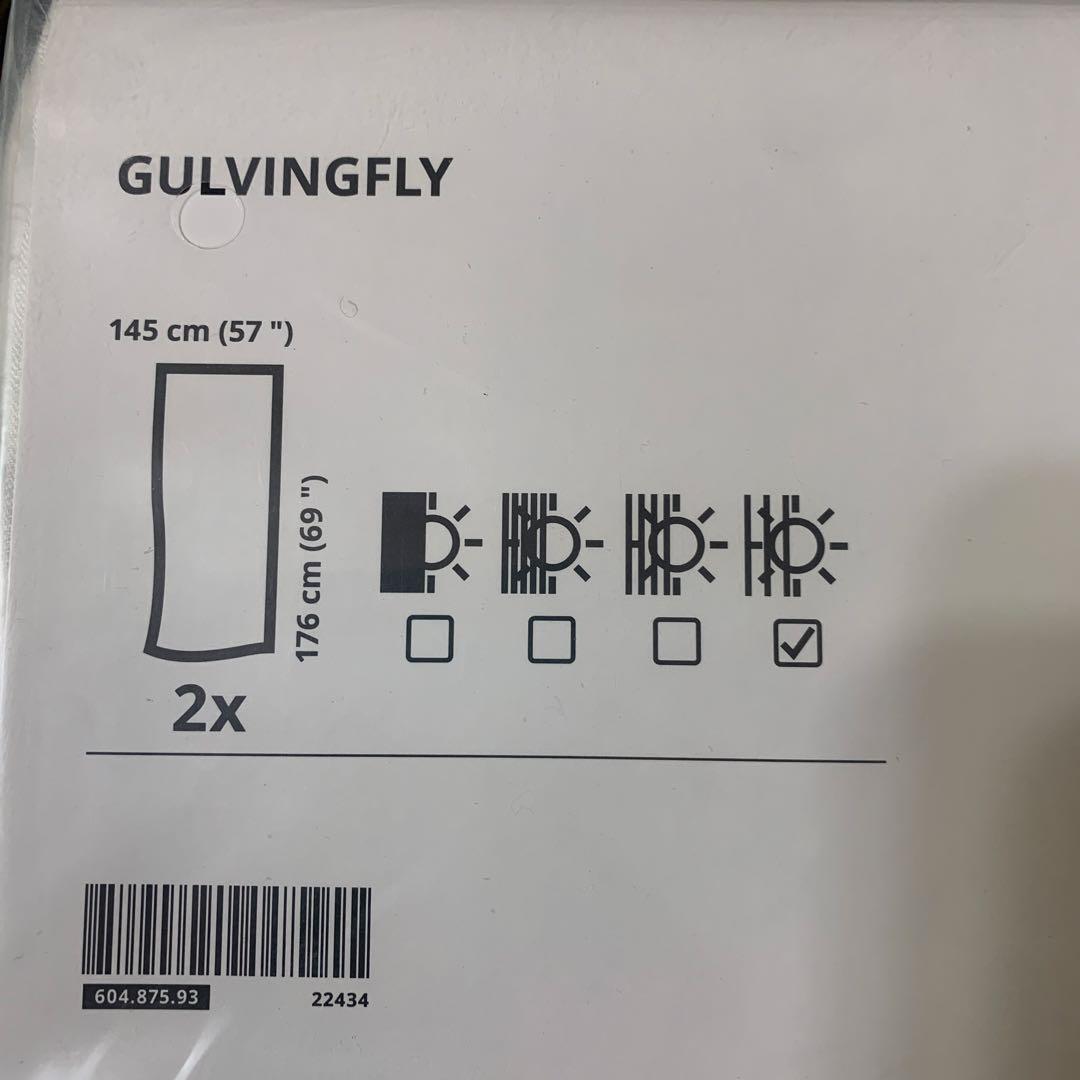 GULVINGFLY
145 cm (57 ")
176 cm (69 ")
2x
604.875.93
22434